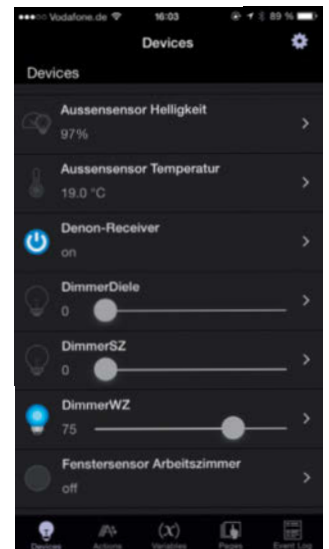 Vodafone.de 16:03 89 %
Devices
Devices
Aussensensor Helligkeit
97%
Aussensensor Temperatur
19.0 °C
Denon-Receiver
on
DimmerDiele
0
DimmerSZ
0
DimmerWZ
75
Fenstersensor Arbeitszimmer
off
Devices Actions (x) Variables Pages Event Log